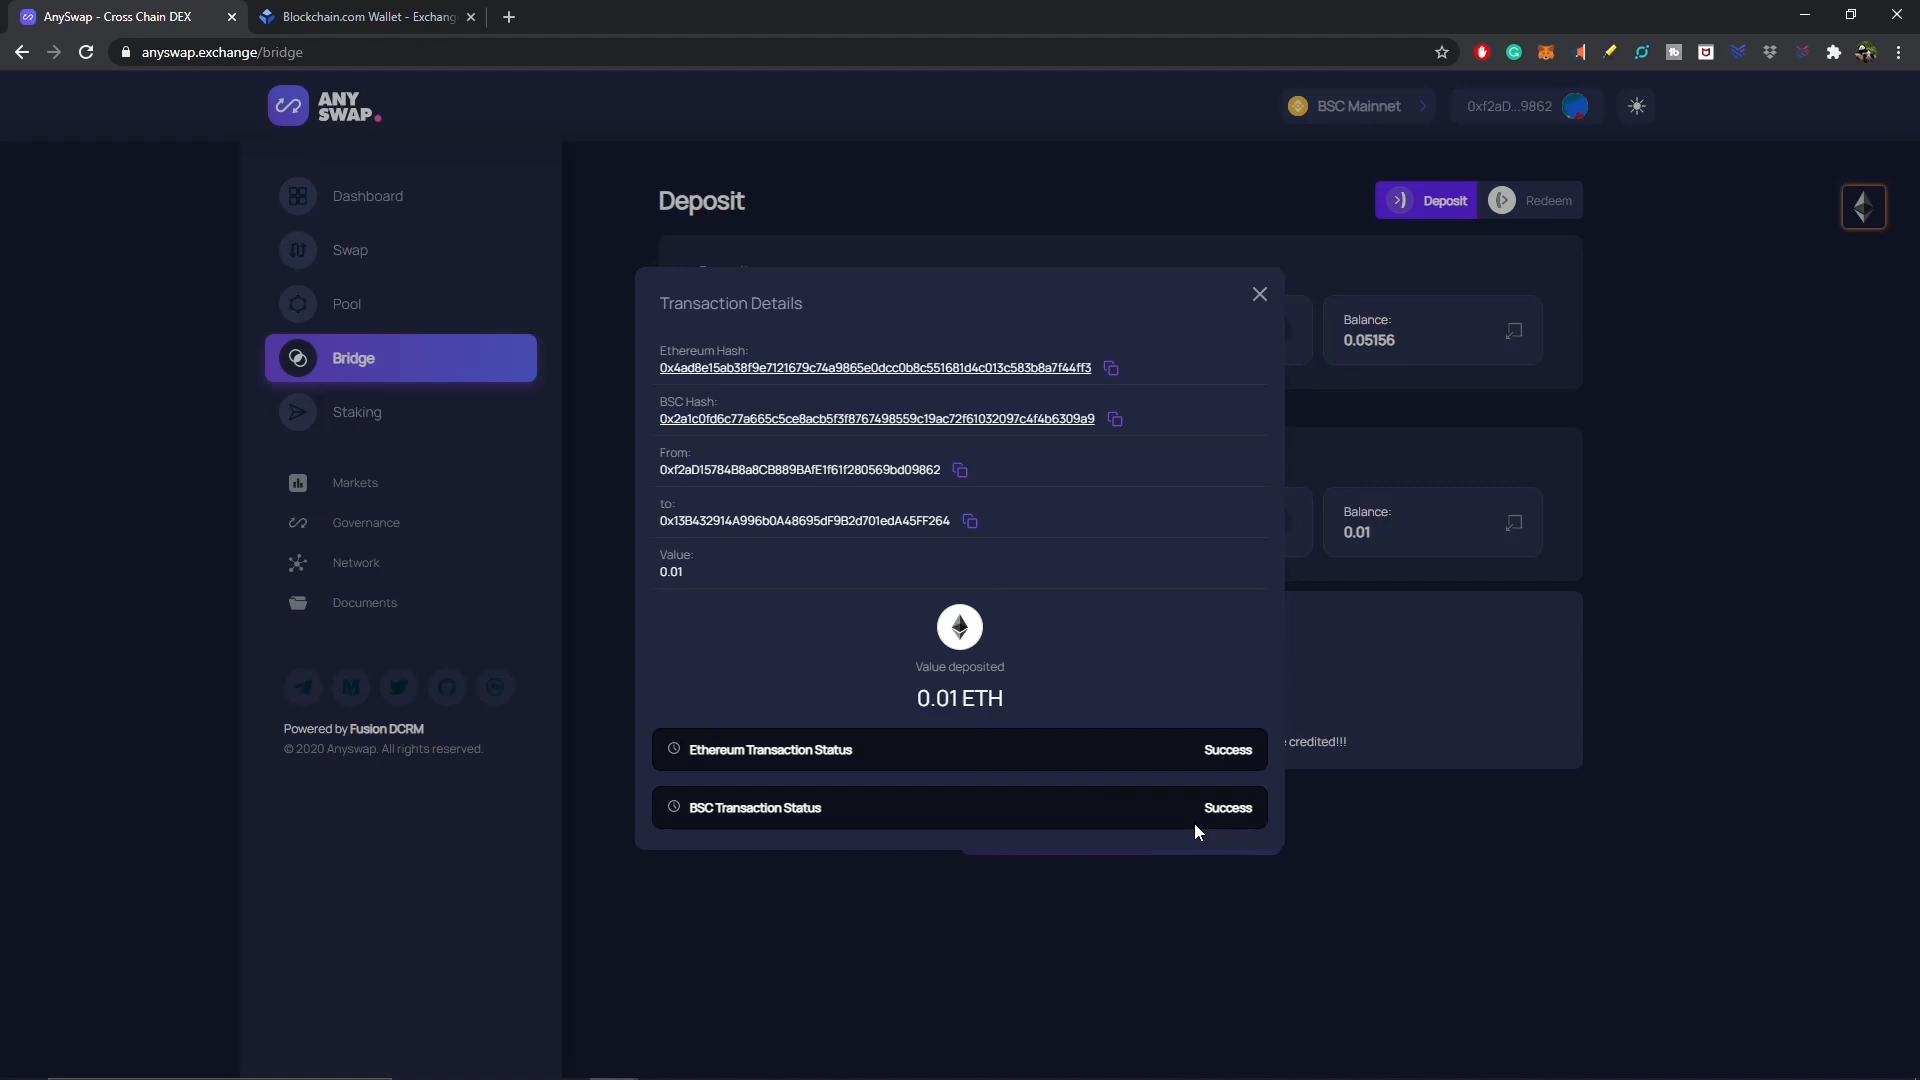 AnySwap - Cross Chain DEX
Blockchain.com Wallet - Exchang
anyswap.exchange/bridge
ANY
SWAP.
BSC Mainnet
0xf2aD...9862
Dashboard
Swap
Pool
Bridge
Staking
Markets
Governance
Network
Documents
Powered by Fusion DCRM
© 2020 Anyswap. All rights reserved.
Deposit
Deposit
Redeem
Balance:
0.05156
Balance:
0.01
credited!!!
Transaction Details
Ethereum Hash:
0x4ad8e15ab38f9e7121679c74a9865e0dcc0b8c551681d4c013c583b8a7f44ff3
BSC Hash:
0x2a1c0fd6c77a665c5ce8acb5f3f8767498559c19ac72f61032097c4f4b6309a9
From:
0xf2aD15784B8a8CB889BAfE1f61f280569bd09862
to:
0x13B432914A996b0A48695dF9B2d701edA45FF264
Value:
0.01
Value deposited
0.01 ETH
Ethereum Transaction Status
Success
BSC Transaction Status
Success